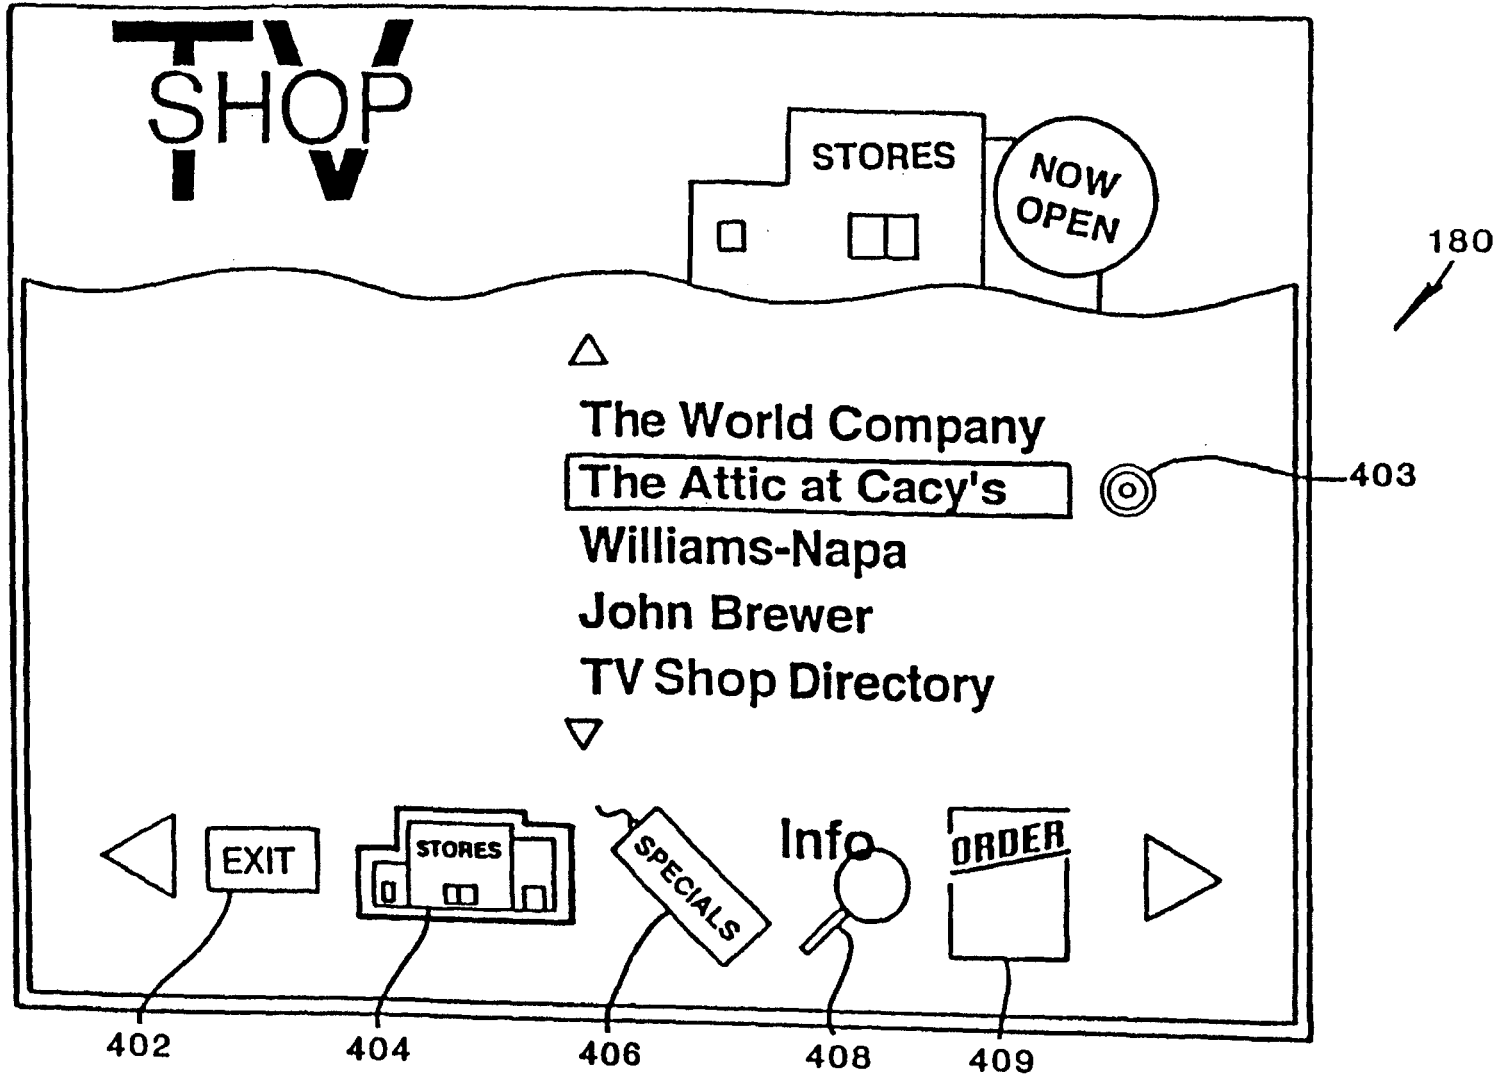 TV
SHOP
STORES
NOW
OPEN
180
The World Company
The Attic at Cacy's
403
Williams-Napa
John Brewer
TV Shop Directory
EXIT
STORES
SPECIALS
Info
ORDER
402
404
406
408
409